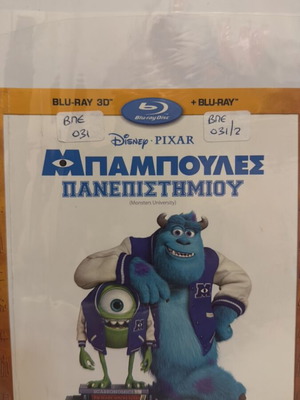 BLU-RAY 3D™
Blu-ray Disc
+ BLU-RAY™
ΒΠΕ
031
ΒΠΕ
031/2
Disney · PIXAR
ΜΠΑΜΠΟΥΛΕΣ
ΠΑΝΕΠΙΣΤΗΜΙΟΥ
(Monsters University)
M
M